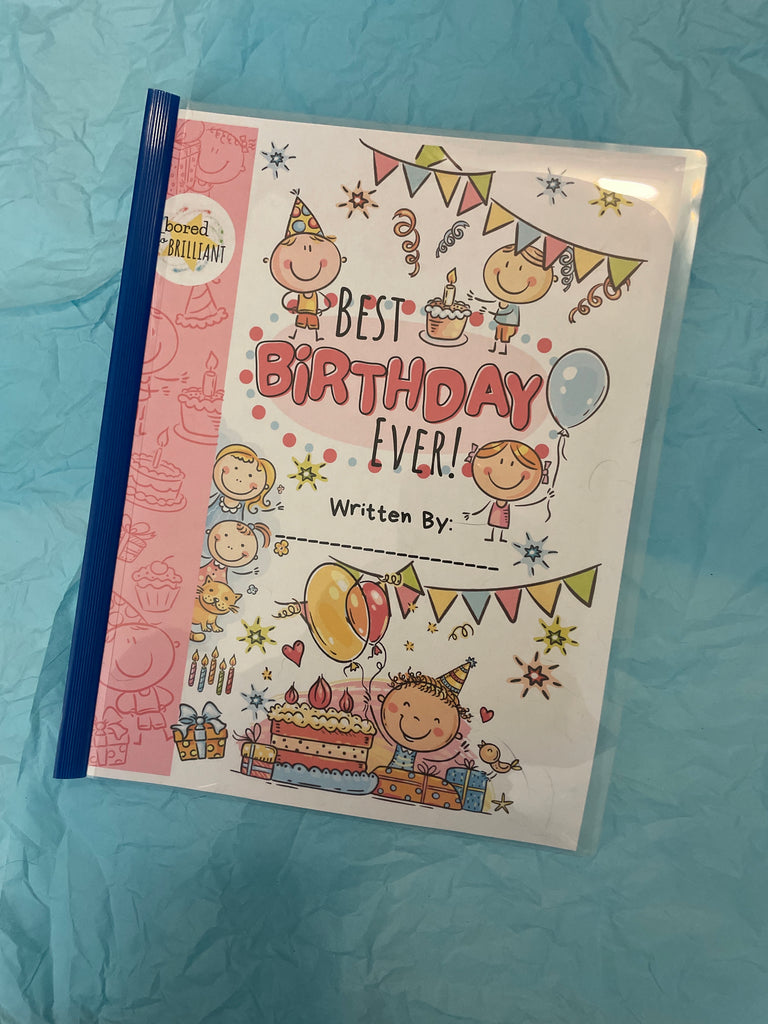 bored
BRILLIANT
BEST
BIRTHDAY
EVER!
Written By: